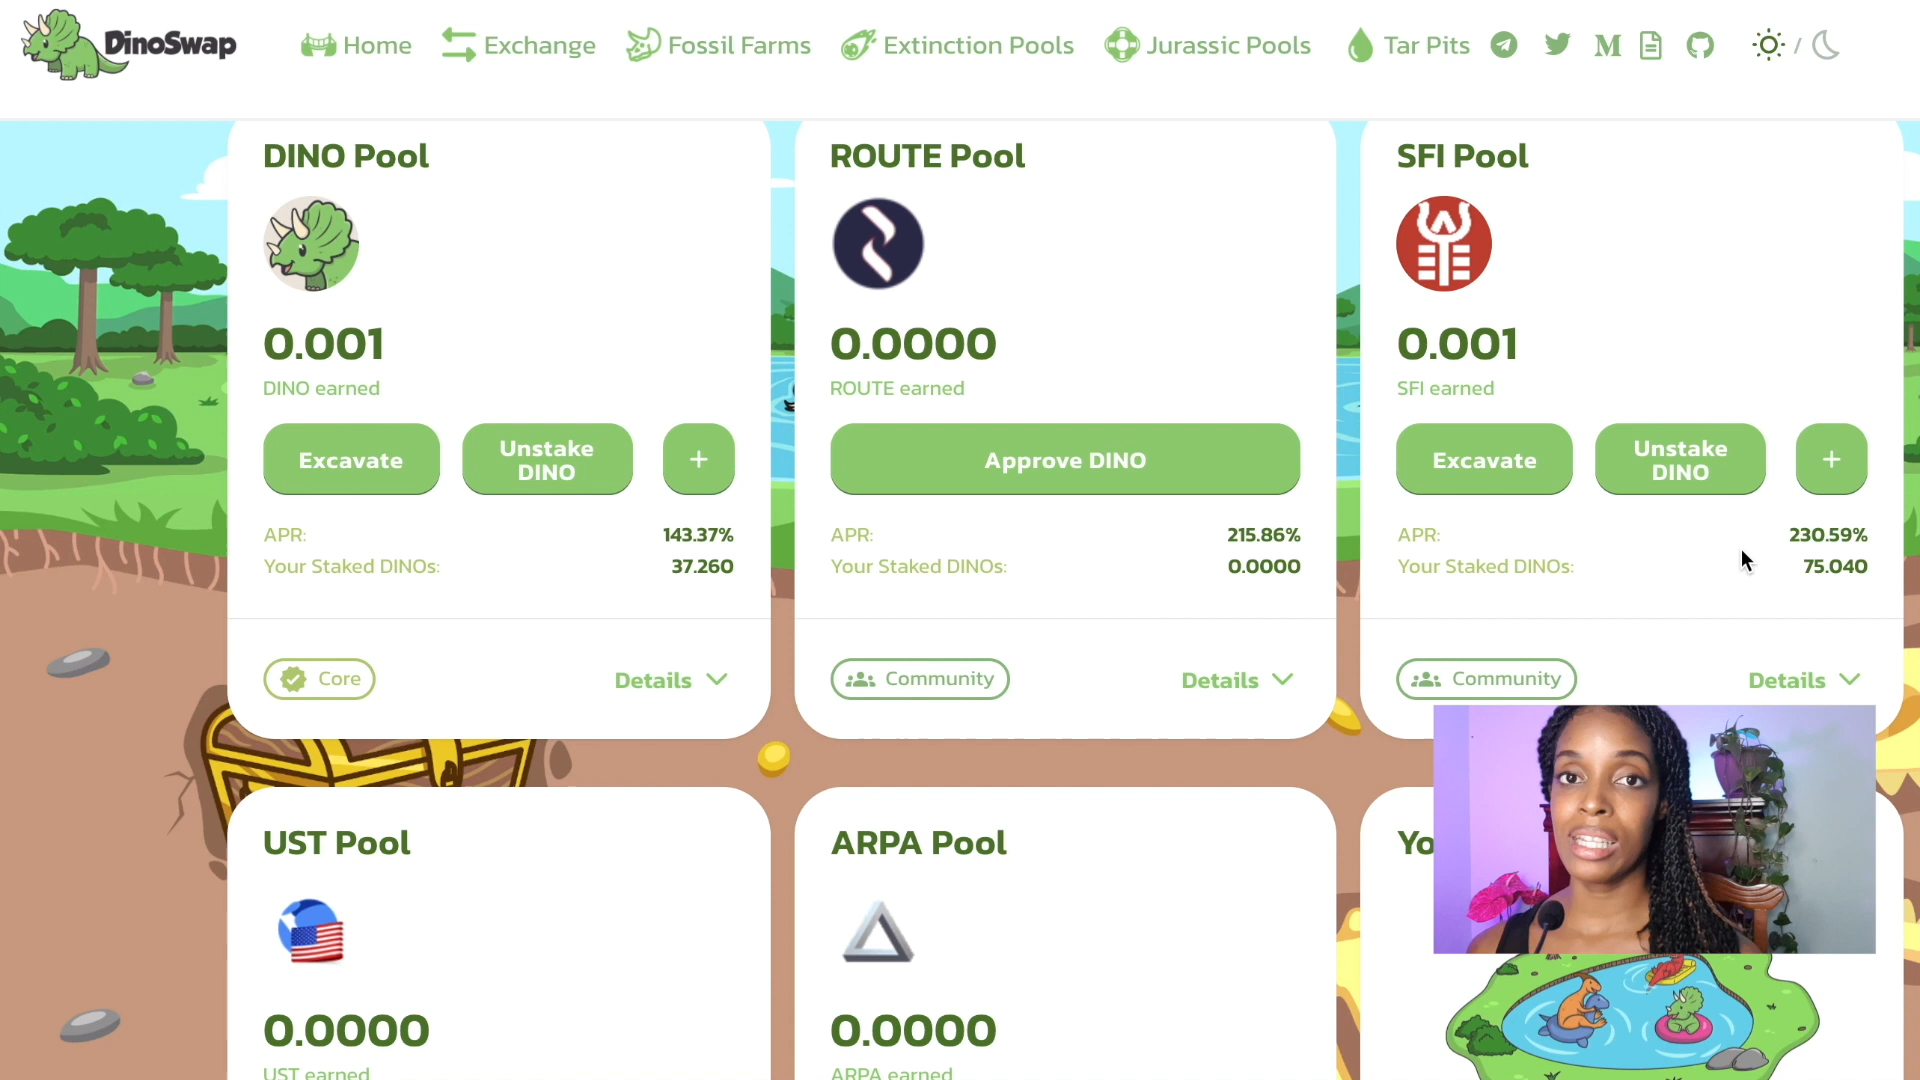 DinoSwap
Home
Exchange
Fossil Farms
Extinction Pools
Jurassic Pools
Tar Pits
M
/
DINO Pool
0.001
DINO earned
Excavate
Unstake
DINO
+
APR:
143.37%
Your Staked DINOs:
37.260
Core
Details
ROUTE Pool
0.0000
ROUTE earned
Approve DINO
APR:
215.86%
Your Staked DINOs:
0.0000
Community
Details
SFI Pool
0.001
SFI earned
Excavate
Unstake
DINO
+
APR:
230.59%
Your Staked DINOs:
75.040
Community
Details
UST Pool
0.0000
UST earned
ARPA Pool
0.0000
ARPA earned
Yo